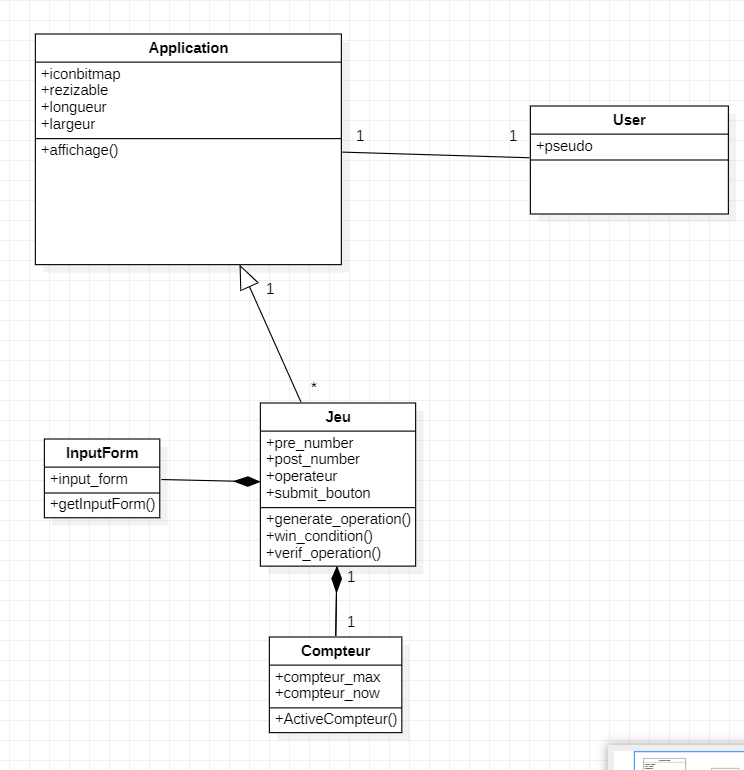 Application
+iconbitmap
+rezizable
+longueur
+largeur
+affichage()
1
1
User
+pseudo
1
*
Jeu
+pre_number
+post_number
+operateur
+submit_bouton
+generate_operation()
+win_condition()
+verif_operation()
InputForm
+input_form
+getInputForm()
1
1
Compteur
+compteur_max
+compteur_now
+ActiveCompteur()